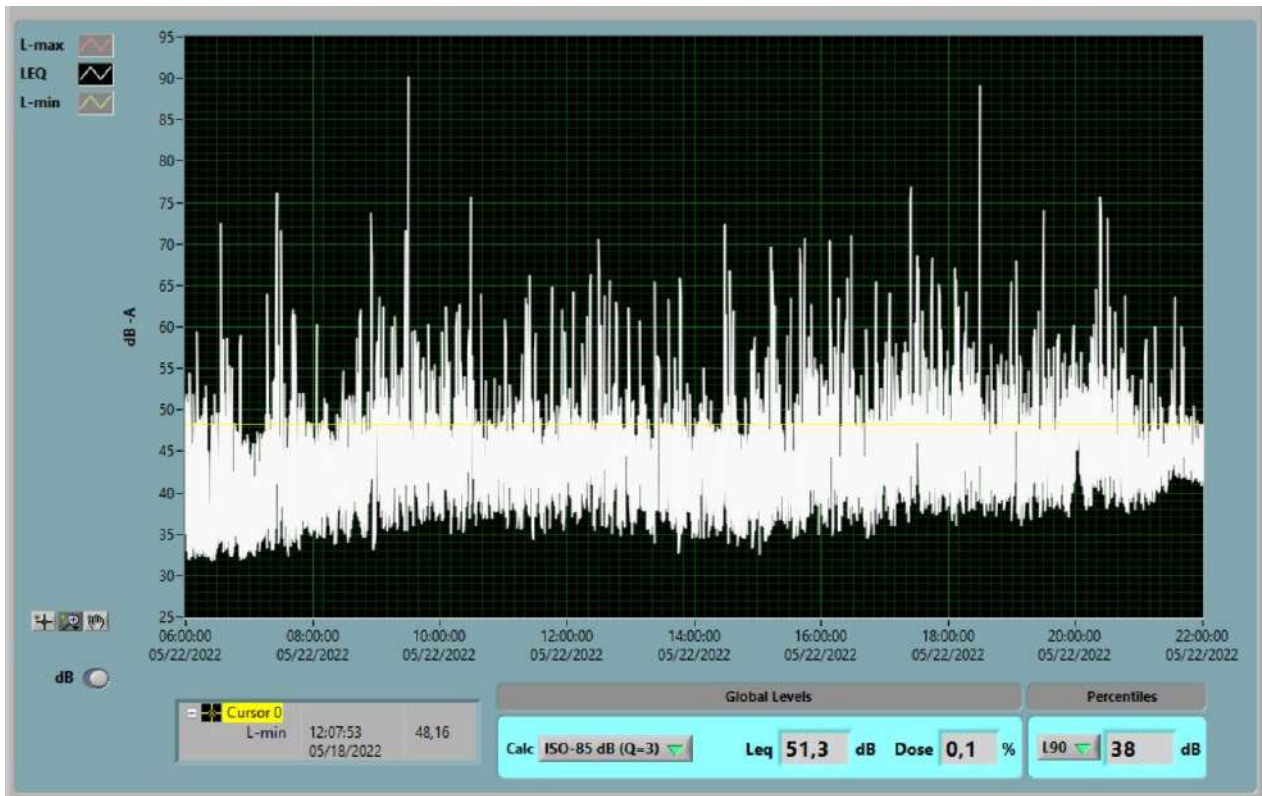 L-max
LEQ
L-min
dB -A
95
90
85
80
75
70
65
60
55
50
45
40
35
30
25
06:00:00 08:00:00 10:00:00 12:00:00 14:00:00 16:00:00 18:00:00 20:00:00 22:00:00
05/22/2022 05/22/2022 05/22/2022 05/22/2022 05/22/2022 05/22/2022 05/22/2022 05/22/2022 05/22/2022
dB
Cursor 0
L-min 12:07:53 48,16
05/18/2022
Global Levels
Calc ISO-85 dB (Q=3) Leq 51,3 dB Dose 0,1 %
Percentiles
L90 38 dB